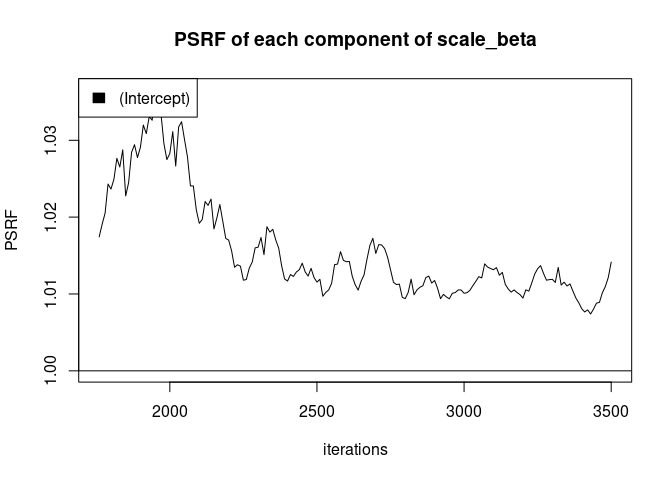 PSRF of each component of scale_beta
(Intercept)
PSRF
1.03
1.02
1.01
1.00
2000 2500 3000 3500
iterations